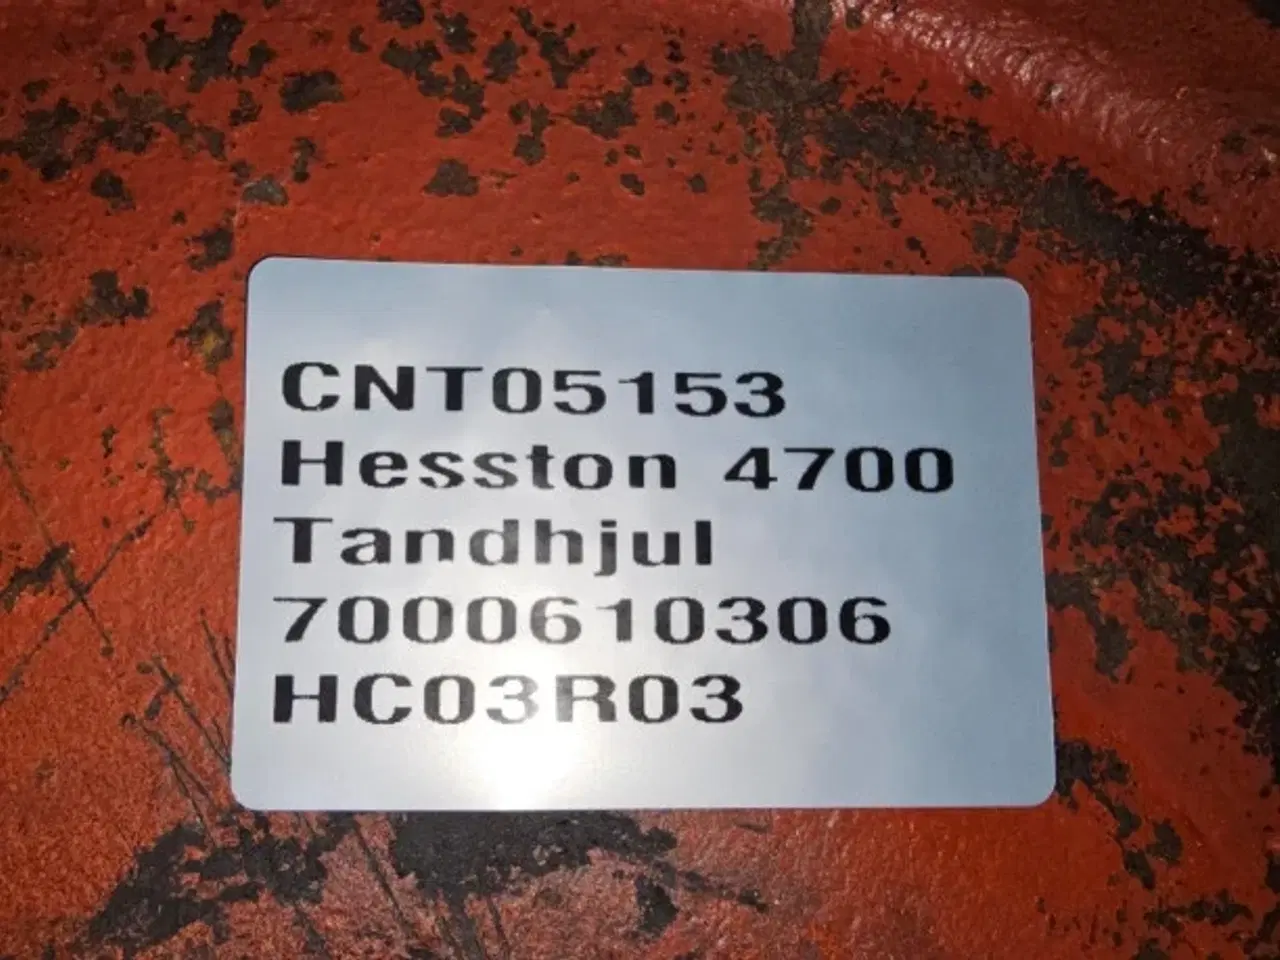 CNT05153
Hesston 4700
Tandhjul
7000610306
HC03R03